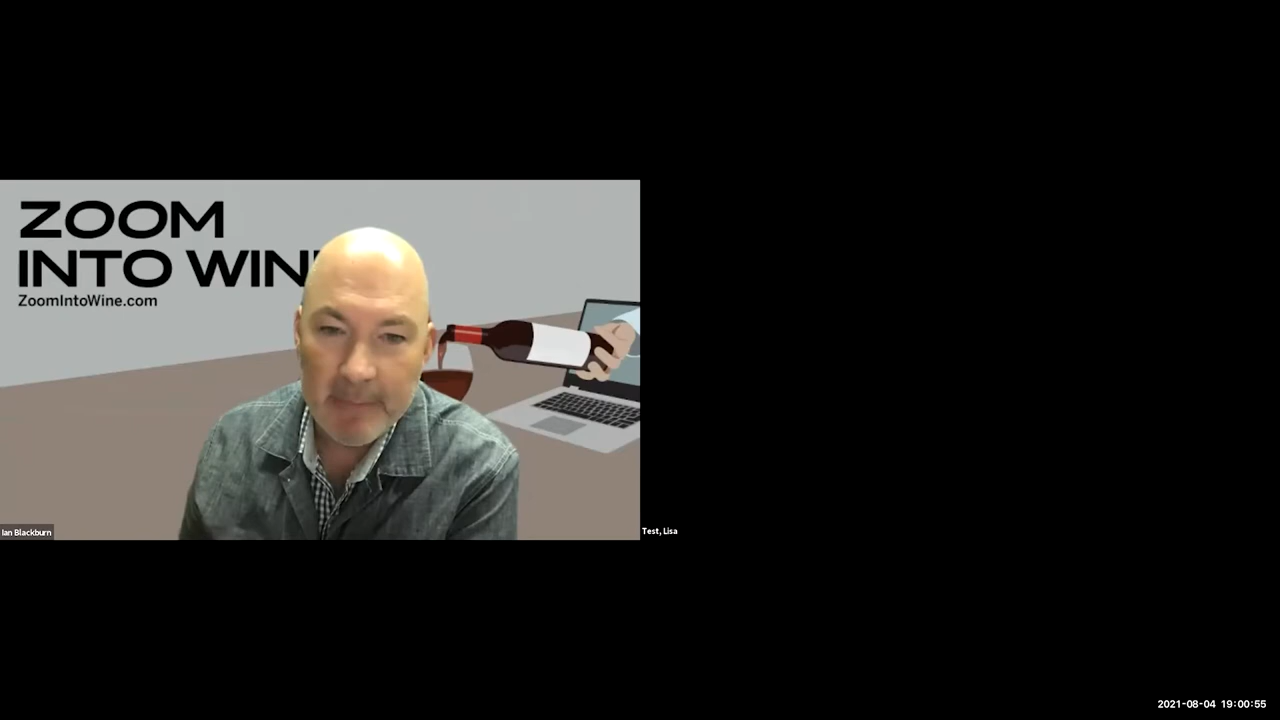 ZOOM
INTO WIN
ZoomIntoWine.com
Ian Blackburn
Test, Lisa
2021-08-04 19:00:55